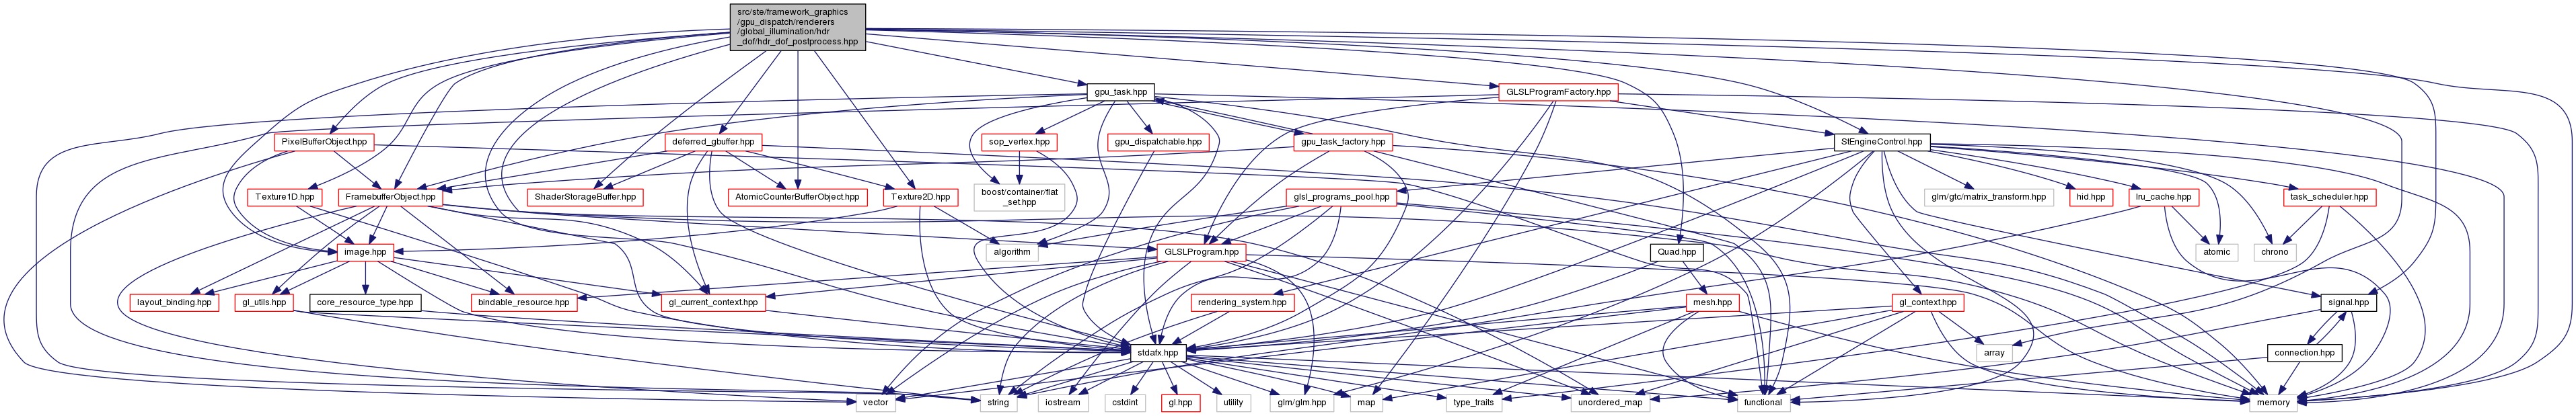 src/ste/framework_graphics
/gpu_dispatch/renderers
/global_illumination/hdr
_dof/hdr_dof_postprocess.hpp
gpu_task.hpp
GLSLProgramFactory.hpp
PixelBufferObject.hpp
deferred_gbuffer.hpp
sop_vertex.hpp
gpu_dispatchable.hpp
gpu_task_factory.hpp
StEngineControl.hpp
Texture1D.hpp
FramebufferObject.hpp
ShaderStorageBuffer.hpp
AtomicCounterBufferObject.hpp
Texture2D.hpp
boost/container/flat
_set.hpp
glsl_programs_pool.hpp
glm/gtc/matrix_transform.hpp
hid.hpp
lru_cache.hpp
task_scheduler.hpp
image.hpp
algorithm
GLSLProgram.hpp
Quad.hpp
atomic
chrono
layout_binding.hpp
gl_utils.hpp
core_resource_type.hpp
bindable_resource.hpp
gl_current_context.hpp
rendering_system.hpp
mesh.hpp
gl_context.hpp
signal.hpp
stdafx.hpp
array
connection.hpp
vector
string
iostream
cstdint
gl.hpp
utility
glm/glm.hpp
map
type_traits
unordered_map
functional
memory